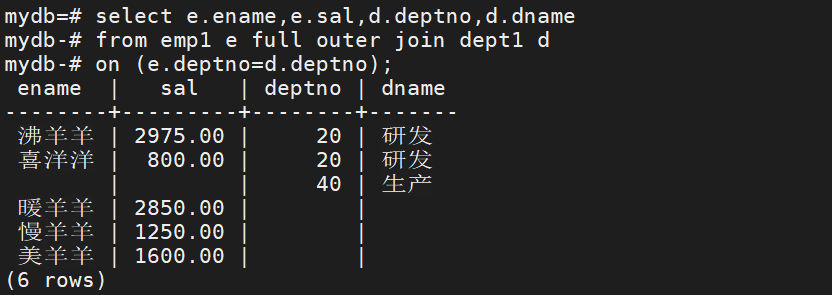 mydb=# select e.ename,e.sal,d.deptno,d.dname
mydb-# from emp1 e full outer join dept1 d
mydb-# on (e.deptno=d.deptno);
 ename  |   sal   | deptno | dname
--------+---------+--------+-------
 沸羊羊 | 2975.00 |     20 | 研发
 喜洋洋 |  800.00 |     20 | 研发
        |         |     40 | 生产
 暖羊羊 | 2850.00 |        |
 慢羊羊 | 1250.00 |        |
 美羊羊 | 1600.00 |        |
(6 rows)